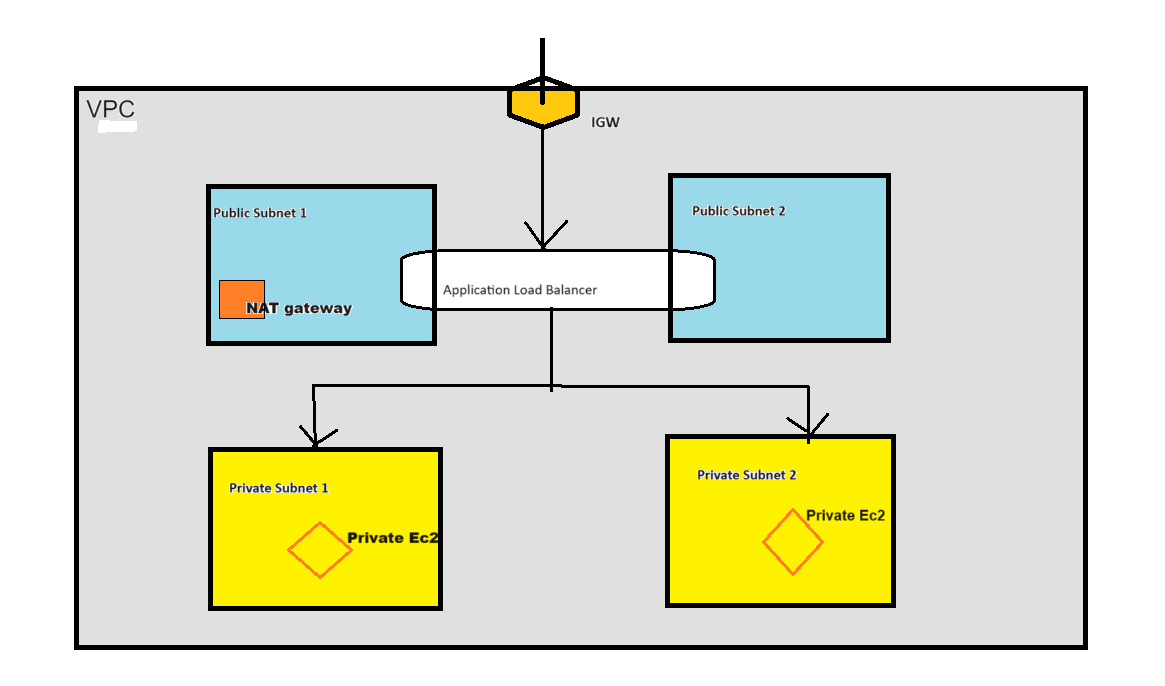 VPC
IGW
Public Subnet 1
Public Subnet 2
NAT gateway
Application Load Balancer
Private Subnet 1
Private Subnet 2
Private Ec2
Private Ec2